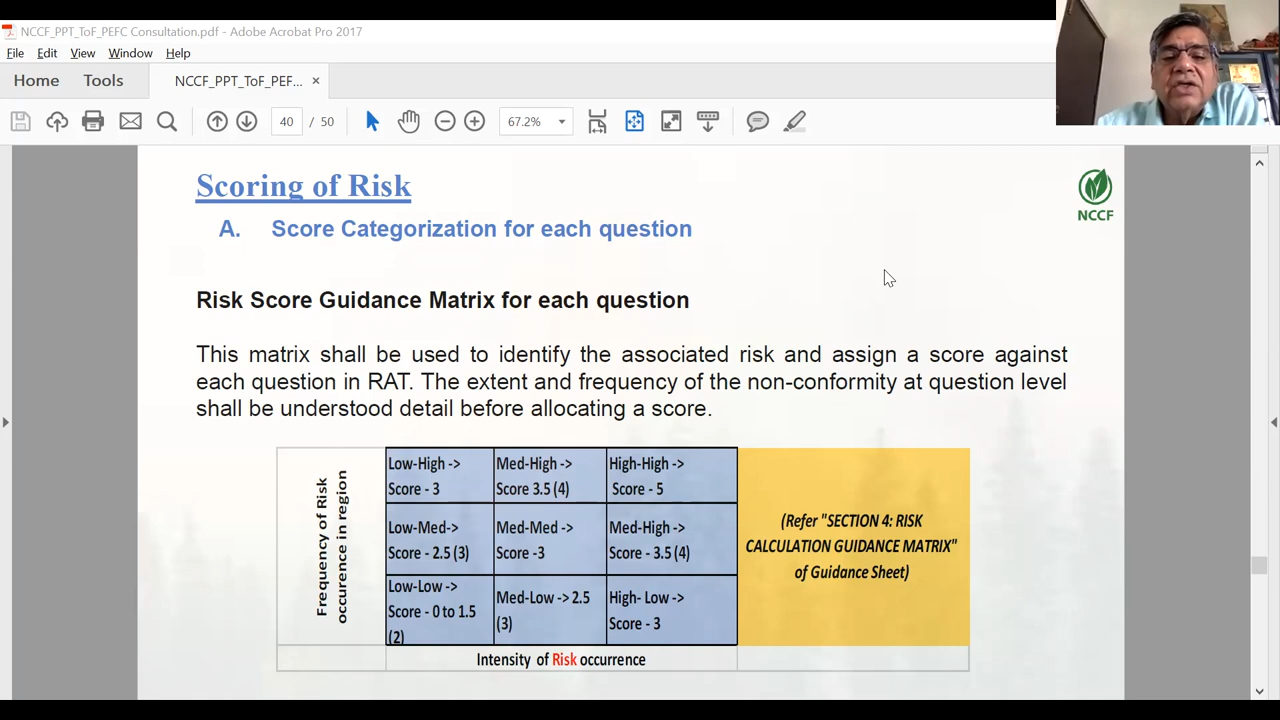 NCCF_PPT_ToF_PEFC Consultation.pdf - Adobe Acrobat Pro 2017
File Edit View Window Help
Home Tools NCCF_PPT_ToF_PEF... ×
40 / 50 67.2%
Scoring of Risk
NCCF
A. Score Categorization for each question
Risk Score Guidance Matrix for each question
This matrix shall be used to identify the associated risk and assign a score against
each question in RAT. The extent and frequency of the non-conformity at question level
shall be understood detail before allocating a score.
Frequency of Risk
occurence in region
Low-High ->
Score - 3
Med-High ->
Score 3.5 (4)
High-High ->
Score - 5
Low-Med->
Score - 2.5 (3)
Med-Med ->
Score -3
Med-High ->
Score - 3.5 (4)
Low-Low ->
Score - 0 to 1.5
(2)
Med-Low -> 2.5
(3)
High- Low ->
Score - 3
(Refer "SECTION 4: RISK
CALCULATION GUIDANCE MATRIX"
of Guidance Sheet)
Intensity of Risk occurrence